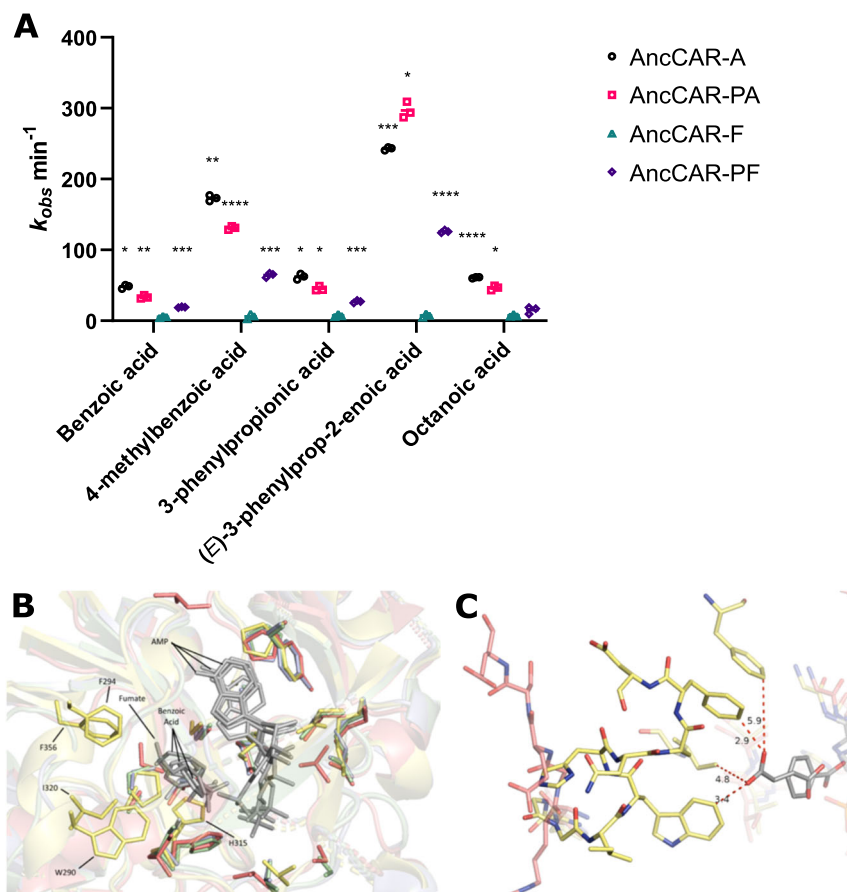 A
400
300
200
100
0
k_obs min⁻¹
*
**
***
**
****
***
*
*
***
***
*
****
****
*
Benzoic acid
4-methylbenzoic acid
3-phenylpropionic acid
(E)-3-phenylprop-2-enoic acid
Octanoic acid
AncCAR-A
AncCAR-PA
AncCAR-F
AncCAR-PF
B
AMP
F294
Fumate
Benzoic
Acid
F356
I320
H315
W290
C
5.9
2.9
4.8
3.4